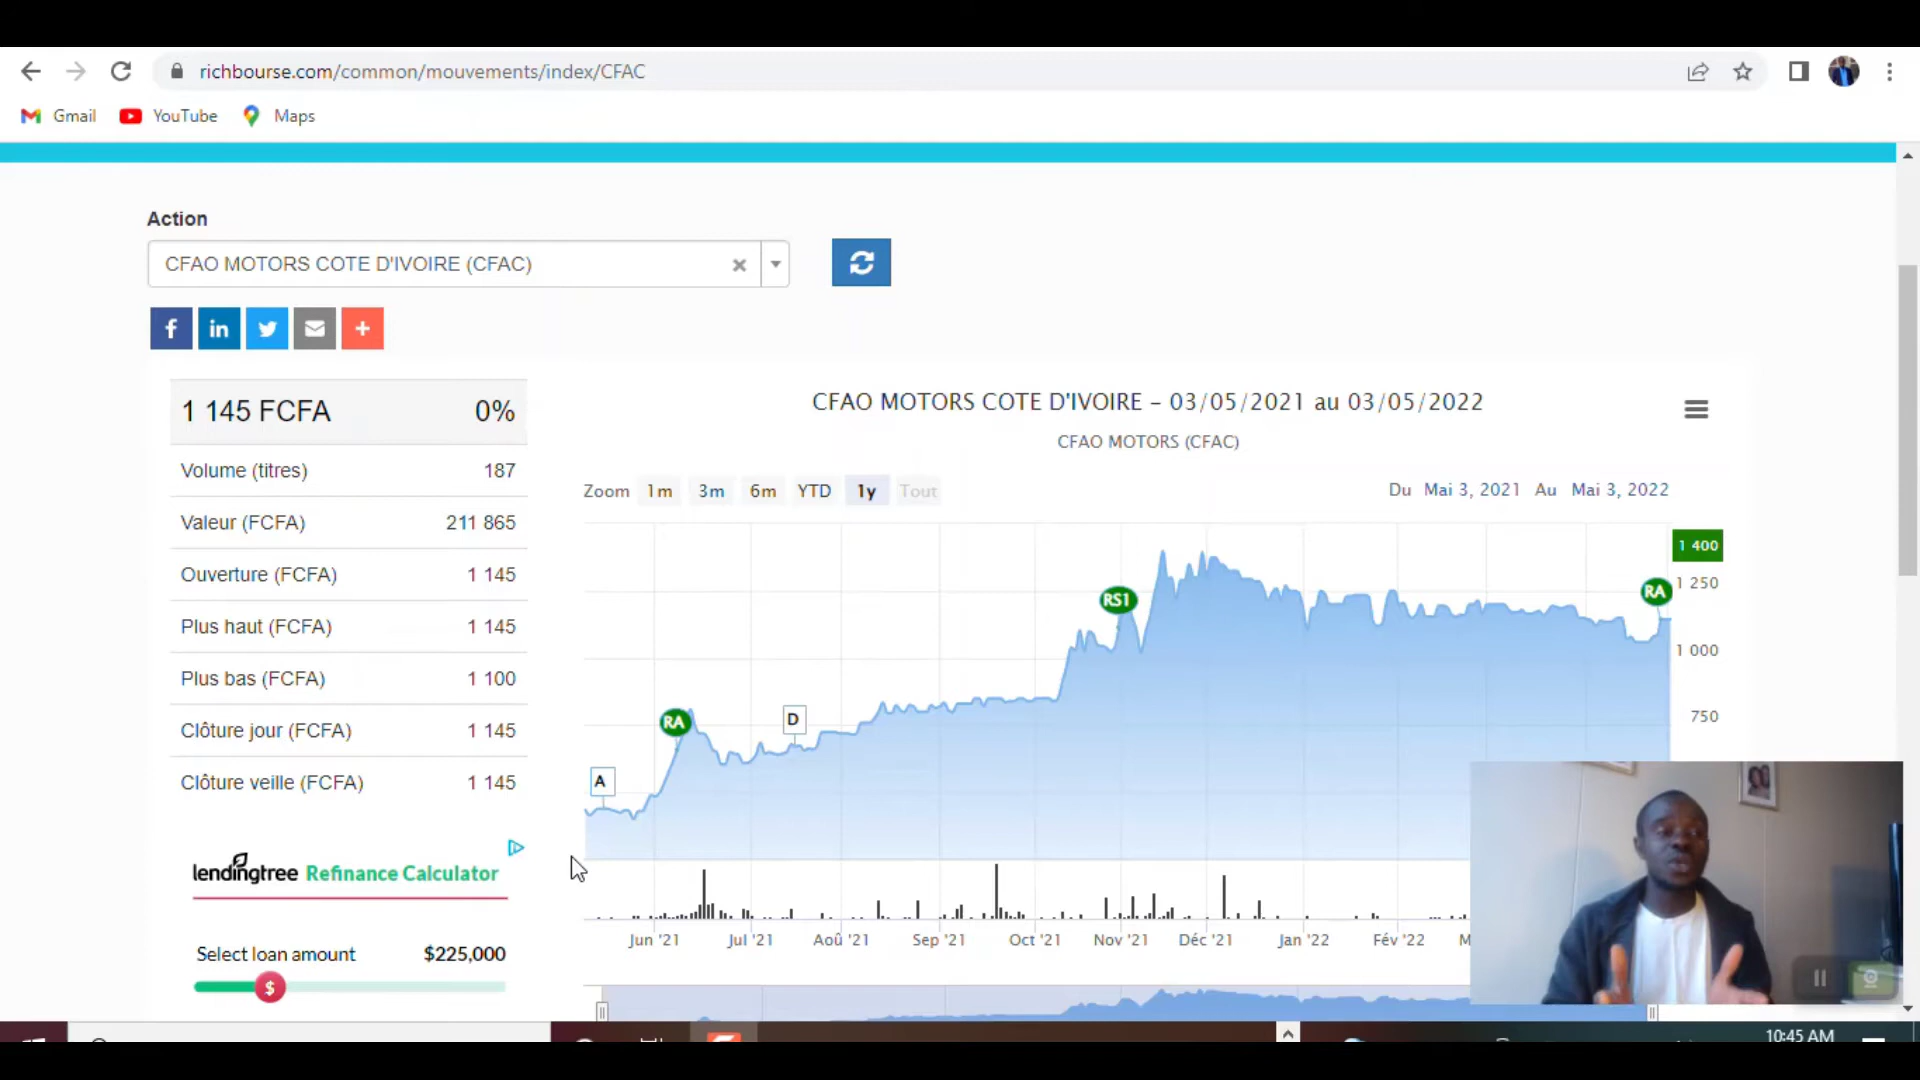 richbourse.com/common/mouvements/index/CFAC
Gmail YouTube Maps
Action
CFAO MOTORS COTE D'IVOIRE (CFAC)
1 145 FCFA 0%
Volume (titres) 187
Valeur (FCFA) 211 865
Ouverture (FCFA) 1 145
Plus haut (FCFA) 1 145
Plus bas (FCFA) 1 100
Clôture jour (FCFA) 1 145
Clôture veille (FCFA) 1 145
lendingtree Refinance Calculator
Select loan amount $225,000
$
CFAO MOTORS COTE D'IVOIRE – 03/05/2021 au 03/05/2022
CFAO MOTORS (CFAC)
Zoom 1m 3m 6m YTD 1y Tout
Du Mai 3, 2021 Au Mai 3, 2022
1 400
1 250
1 000
750
RS1
RA
RA
D
A
Jun '21 Jul '21 Aoû '21 Sep '21 Oct '21 Nov '21 Déc '21 Jan '22 Fév '22 M
10:45 AM